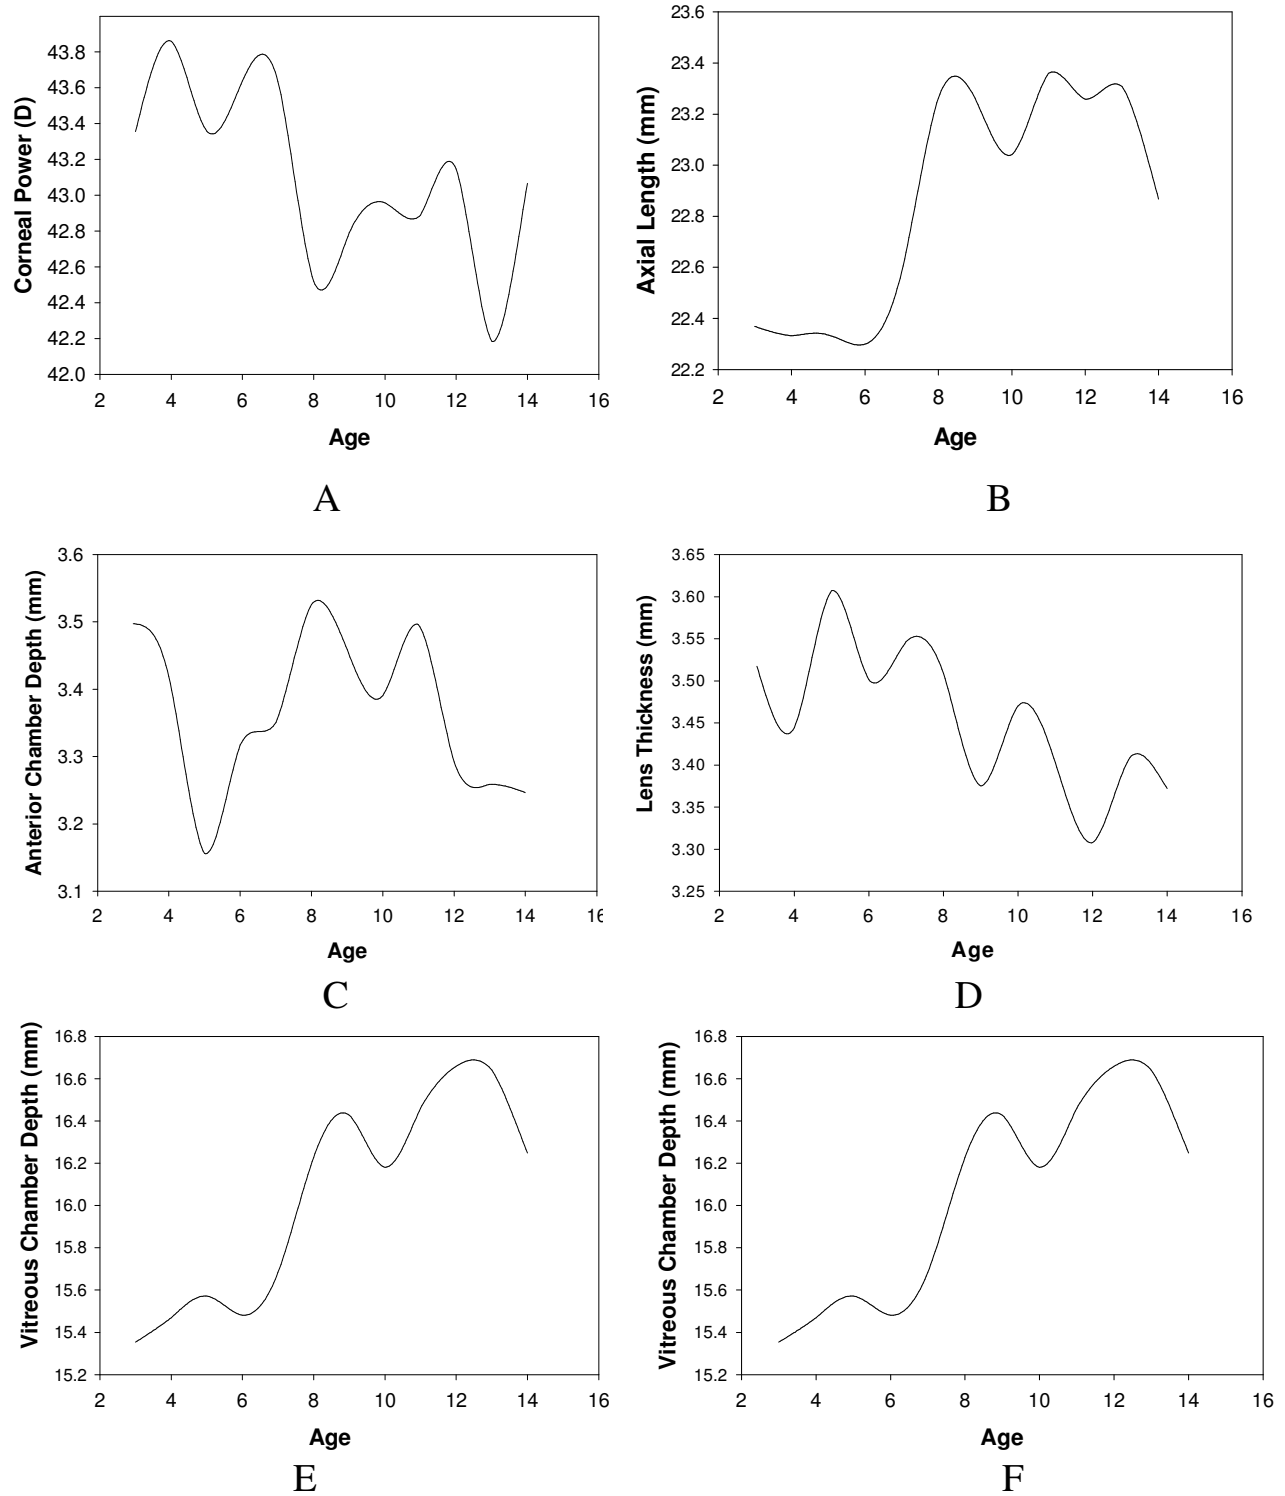 Corneal Power (D)
43.8
43.6
43.4
43.2
43.0
42.8
42.6
42.4
42.2
42.0
2 4 6 8 10 12 14 16
Age
A
Axial Length (mm)
23.6
23.4
23.2
23.0
22.8
22.6
22.4
22.2
2 4 6 8 10 12 14 16
Age
B
Anterior Chamber Depth (mm)
3.6
3.5
3.4
3.3
3.2
3.1
2 4 6 8 10 12 14 16
Age
C
Lens Thickness (mm)
3.65
3.60
3.55
3.50
3.45
3.40
3.35
3.30
3.25
2 4 6 8 10 12 14 16
Age
D
Vitreous Chamber Depth (mm)
16.8
16.6
16.4
16.2
16.0
15.8
15.6
15.4
15.2
2 4 6 8 10 12 14 16
Age
E
Vitreous Chamber Depth (mm)
16.8
16.6
16.4
16.2
16.0
15.8
15.6
15.4
15.2
2 4 6 8 10 12 14 16
Age
F